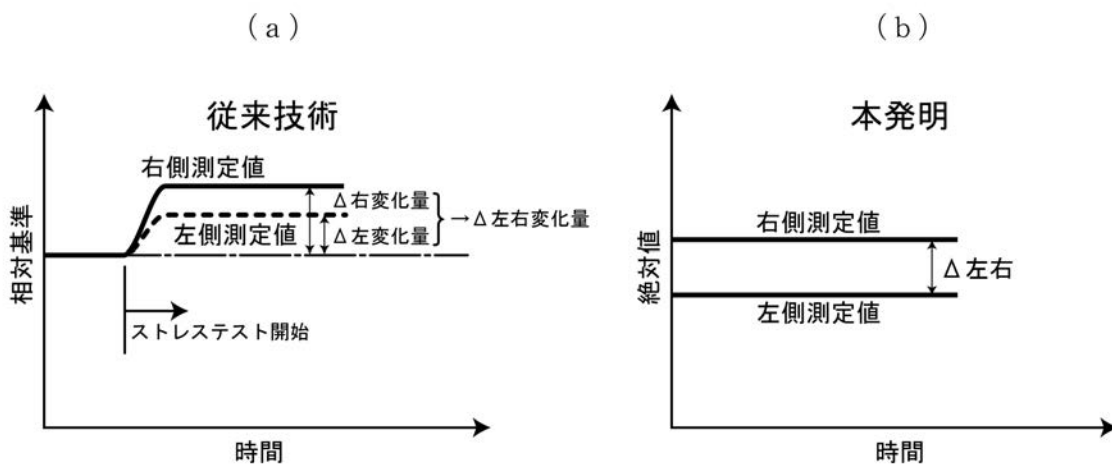 (a)
従来技術
右側測定値
Δ右変化量
→Δ左右変化量
左側測定値
Δ左変化量
相対基準
ストレステスト開始
時間
(b)
本発明
右側測定値
Δ左右
左側測定値
絶対値
時間